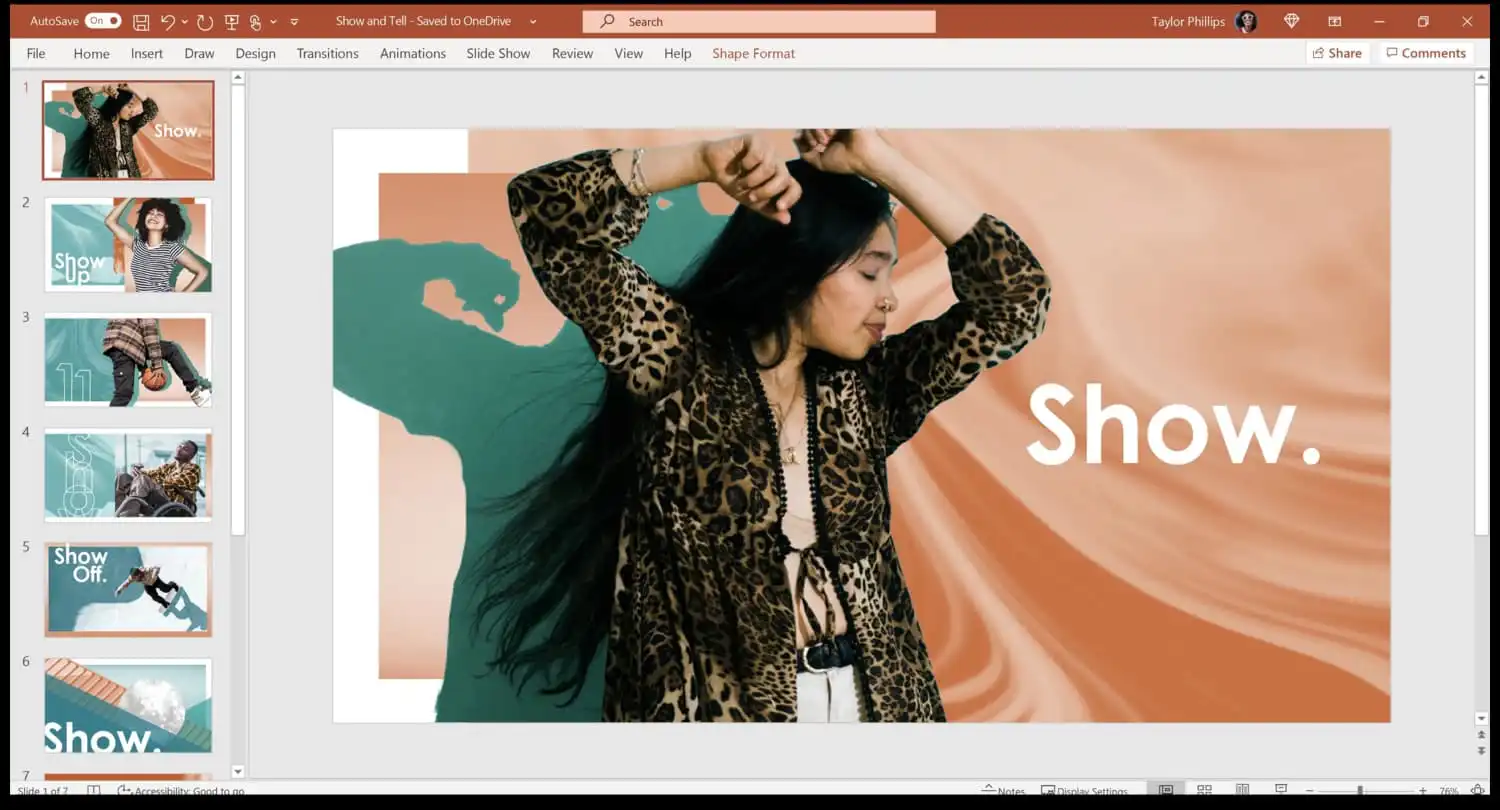 AutoSave On Show and Tell - Saved to OneDrive Search Taylor Phillips
File Home Insert Draw Design Transitions Animations Slide Show Review View Help Shape Format Share Comments
1
Show.
2
Show
Up
3
11
4
Show
5
Show
Off.
6
Show.
7
Show.
Slide 1 of 7 Accessibility: Good to go Notes Display Settings 76%